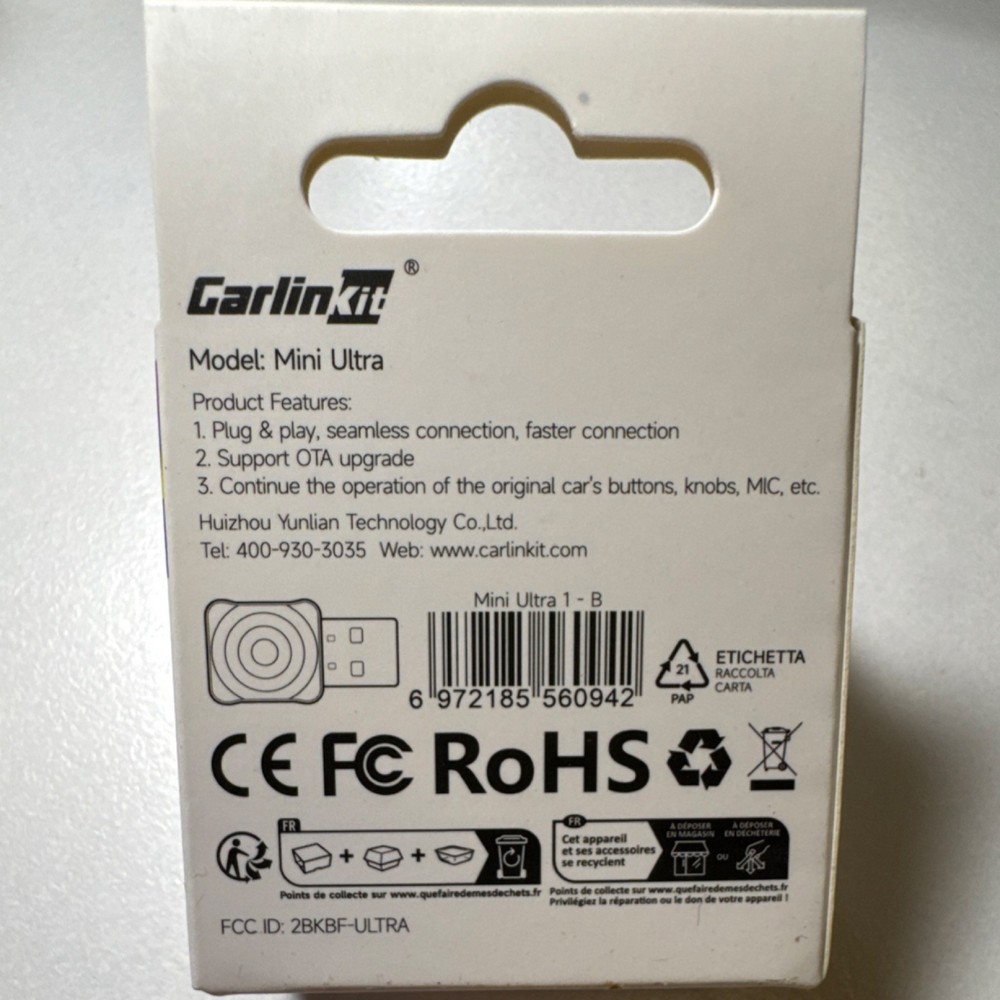 Carlinkit®
Model: Mini Ultra
Product Features:
1. Plug & play, seamless connection, faster connection
2. Support OTA upgrade
3. Continue the operation of the original car's buttons, knobs, MIC, etc.
Huizhou Yunlian Technology Co.,Ltd.
Tel: 400-930-3035 Web: www.carlinkit.com
Mini Ultra 1 - B
6 972185 560942
21
PAP
ETICHETTA
RACCOLTA
CARTA
CE FC RoHS
FR
+ +
Points de collecte sur www.quefairedemesdechets.fr
FR
Cet appareil
et ses accessoires
se recyclent
À DÉPOSER
EN MAGASIN
OU
À DÉPOSER
EN DÉCHÈTERIE
Points de collecte sur www.quefairedemesdechets.fr
Privilégiez la réparation ou le don de votre appareil !
FCC ID: 2BKBF-ULTRA